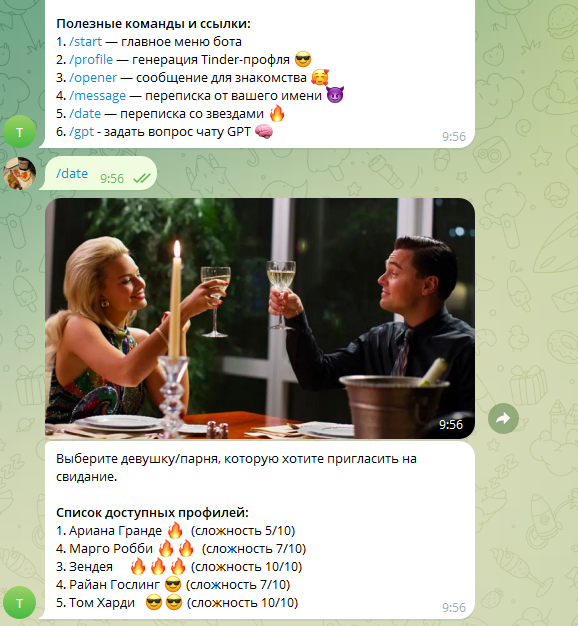 Полезные команды и ссылки:
1. /start — главное меню бота
2. /profile — генерация Tinder-профля 😎
3. /opener — сообщение для знакомства 🥰
4. /message — переписка от вашего имени 😈
5. /date — переписка со звездами 🔥
6. /gpt - задать вопрос чату GPT 🧠
9:56
T
/date 9:56
9:56
Выберите девушку/парня, которую хотите пригласить на
свидание.
Список доступных профилей:
1. Ариана Гранде 🔥 (сложность 5/10)
4. Марго Робби 🔥🔥 (сложность 7/10)
3. Зендея 🔥🔥🔥 (сложность 10/10)
4. Райан Гослинг 😎 (сложность 7/10)
5. Том Харди 😎😎 (сложность 10/10)
9:56
T